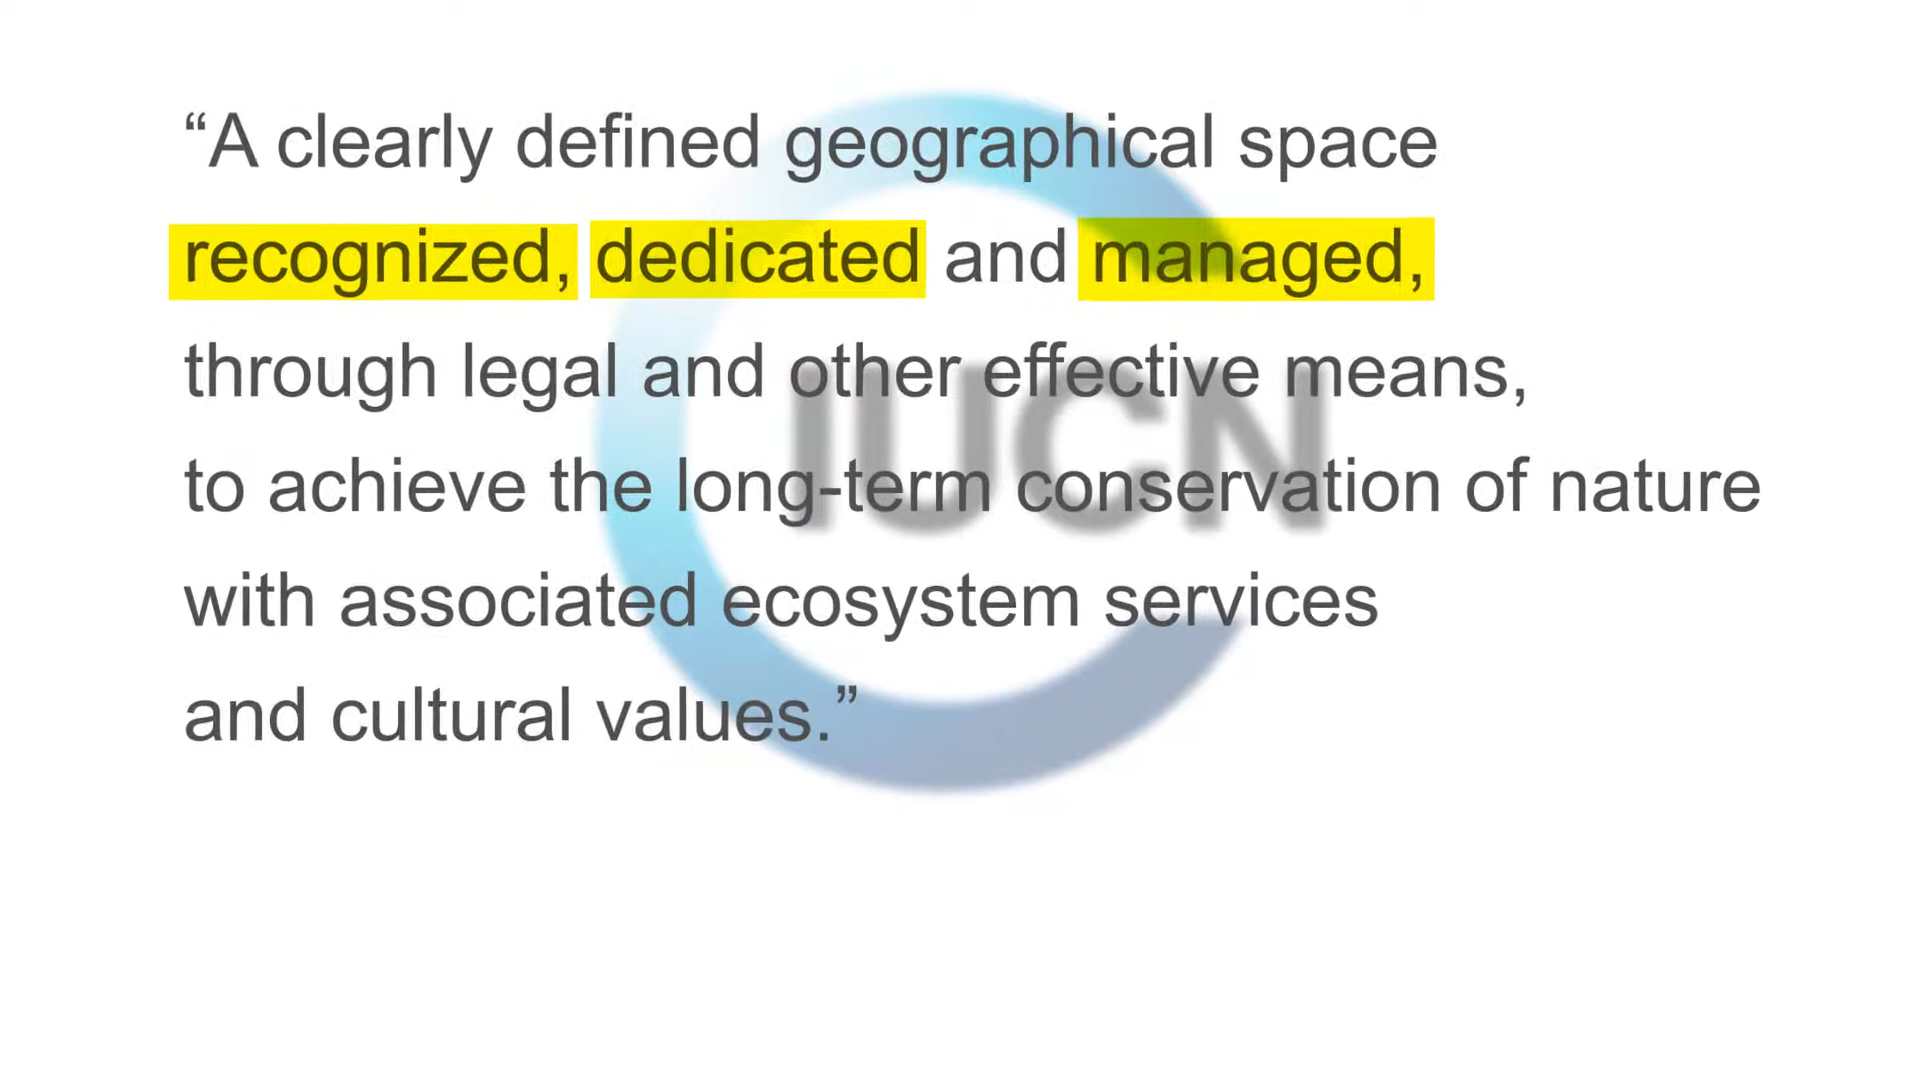 “A clearly defined geographical space
recognized, dedicated and managed,
through legal and other effective means,
to achieve the long-term conservation of nature
with associated ecosystem services
and cultural values.”
IUCN